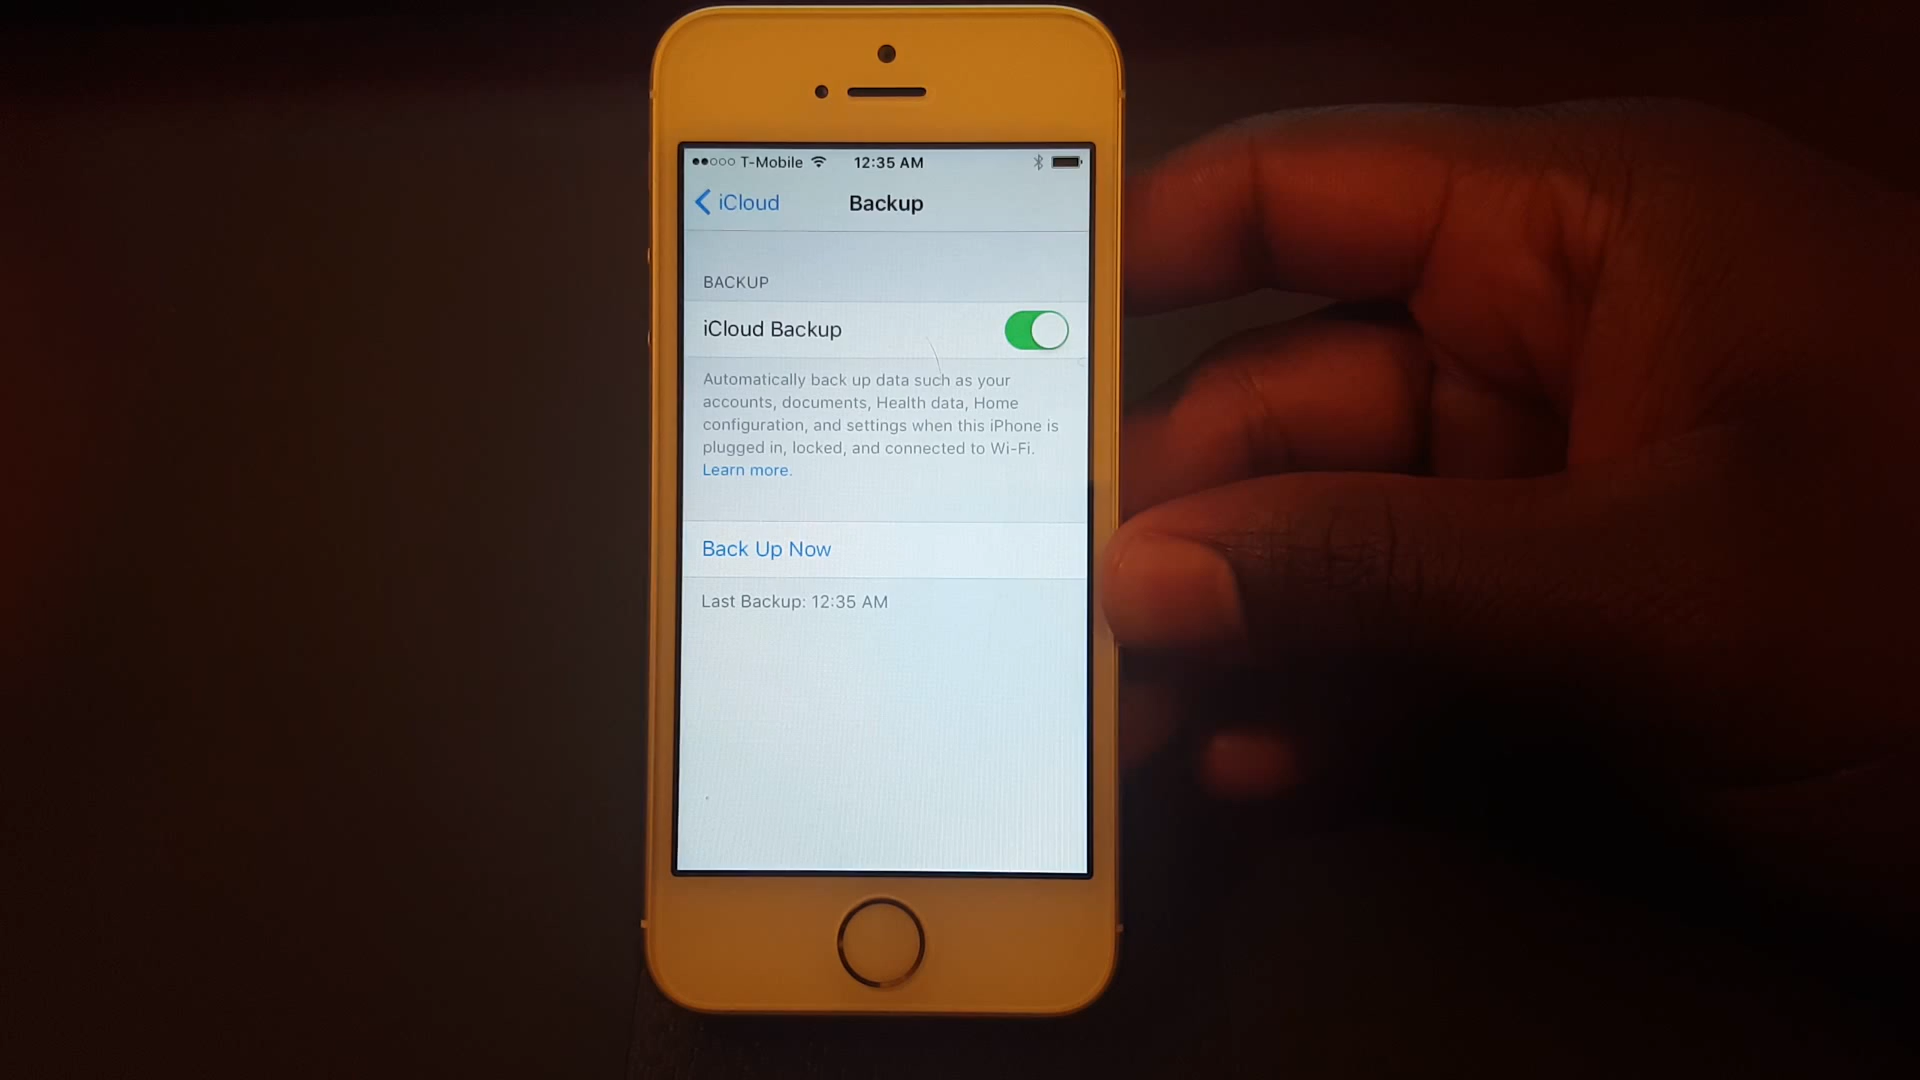 T-Mobile 12:35 AM
iCloud Backup
BACKUP
iCloud Backup
Automatically back up data such as your
accounts, documents, Health data, Home
configuration, and settings when this iPhone is
plugged in, locked, and connected to Wi-Fi.
Learn more.
Back Up Now
Last Backup: 12:35 AM